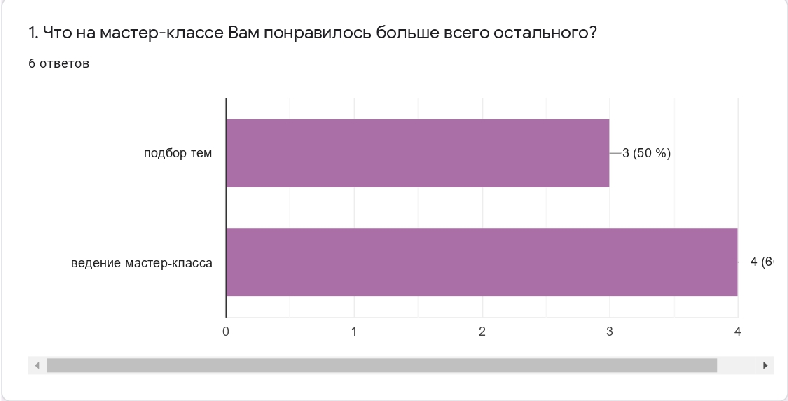 1. Что на мастер-классе Вам понравилось больше всего остального?
6 ответов
подбор тем
3 (50 %)
ведение мастер-класса
4 (6
0 1 2 3 4